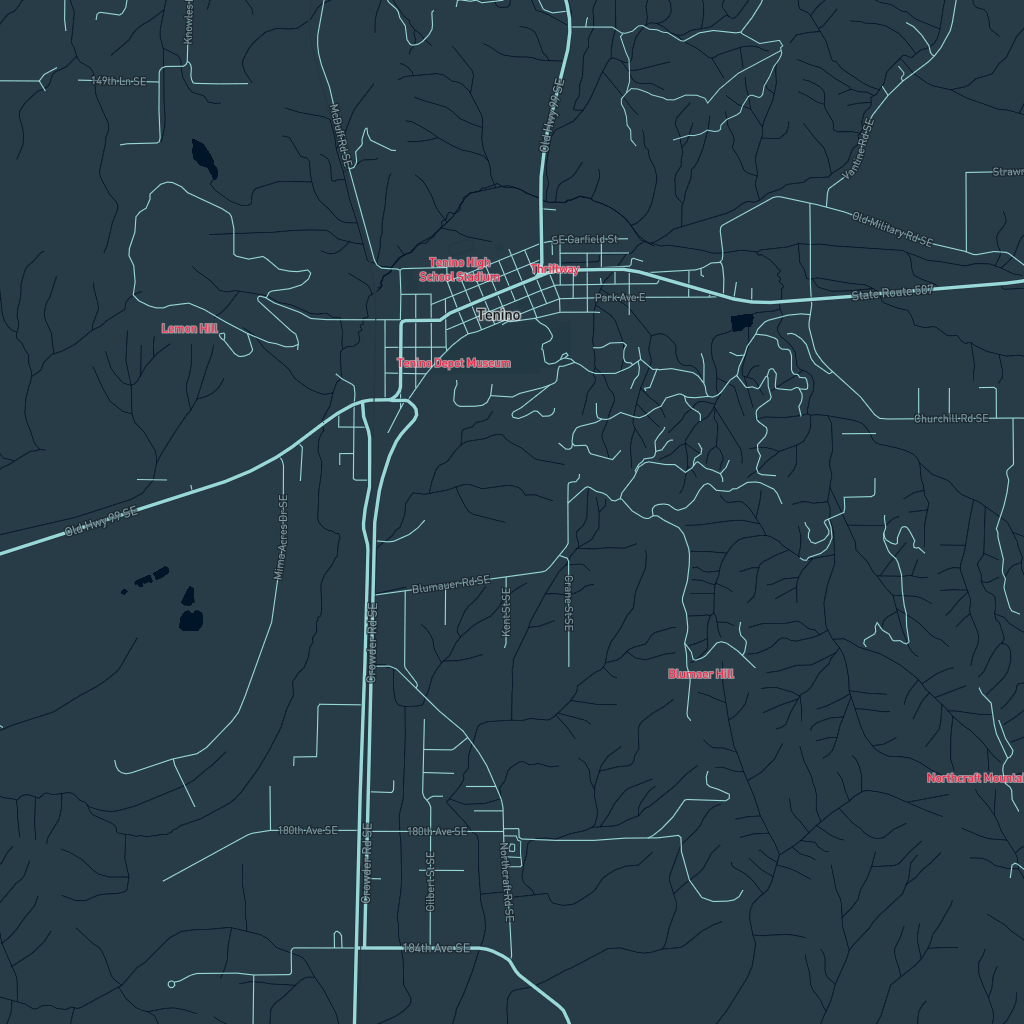 Knowles
149th Ln SE
McDuff Rd SE
Old Hwy 99 SE
Vantine Rd SE
Straw
Old Military Rd SE
SE Garfield St
Tenino High
School Stadium
Thriftway
State Route 507
Park Ave E
Tenino
Lemon Hill
Tenino Depot Museum
Churchill Rd SE
Old Hwy 99 SE
Mima Acres Dr SE
Blumauer Rd SE
Kent St SE
Crane St SE
Crowder Rd SE
Blumaer Hill
Northcraft Mountai
180th Ave SE
180th Ave SE
Crowder Rd SE
Gilbert St SE
Northcraft Rd SE
184th Ave SE